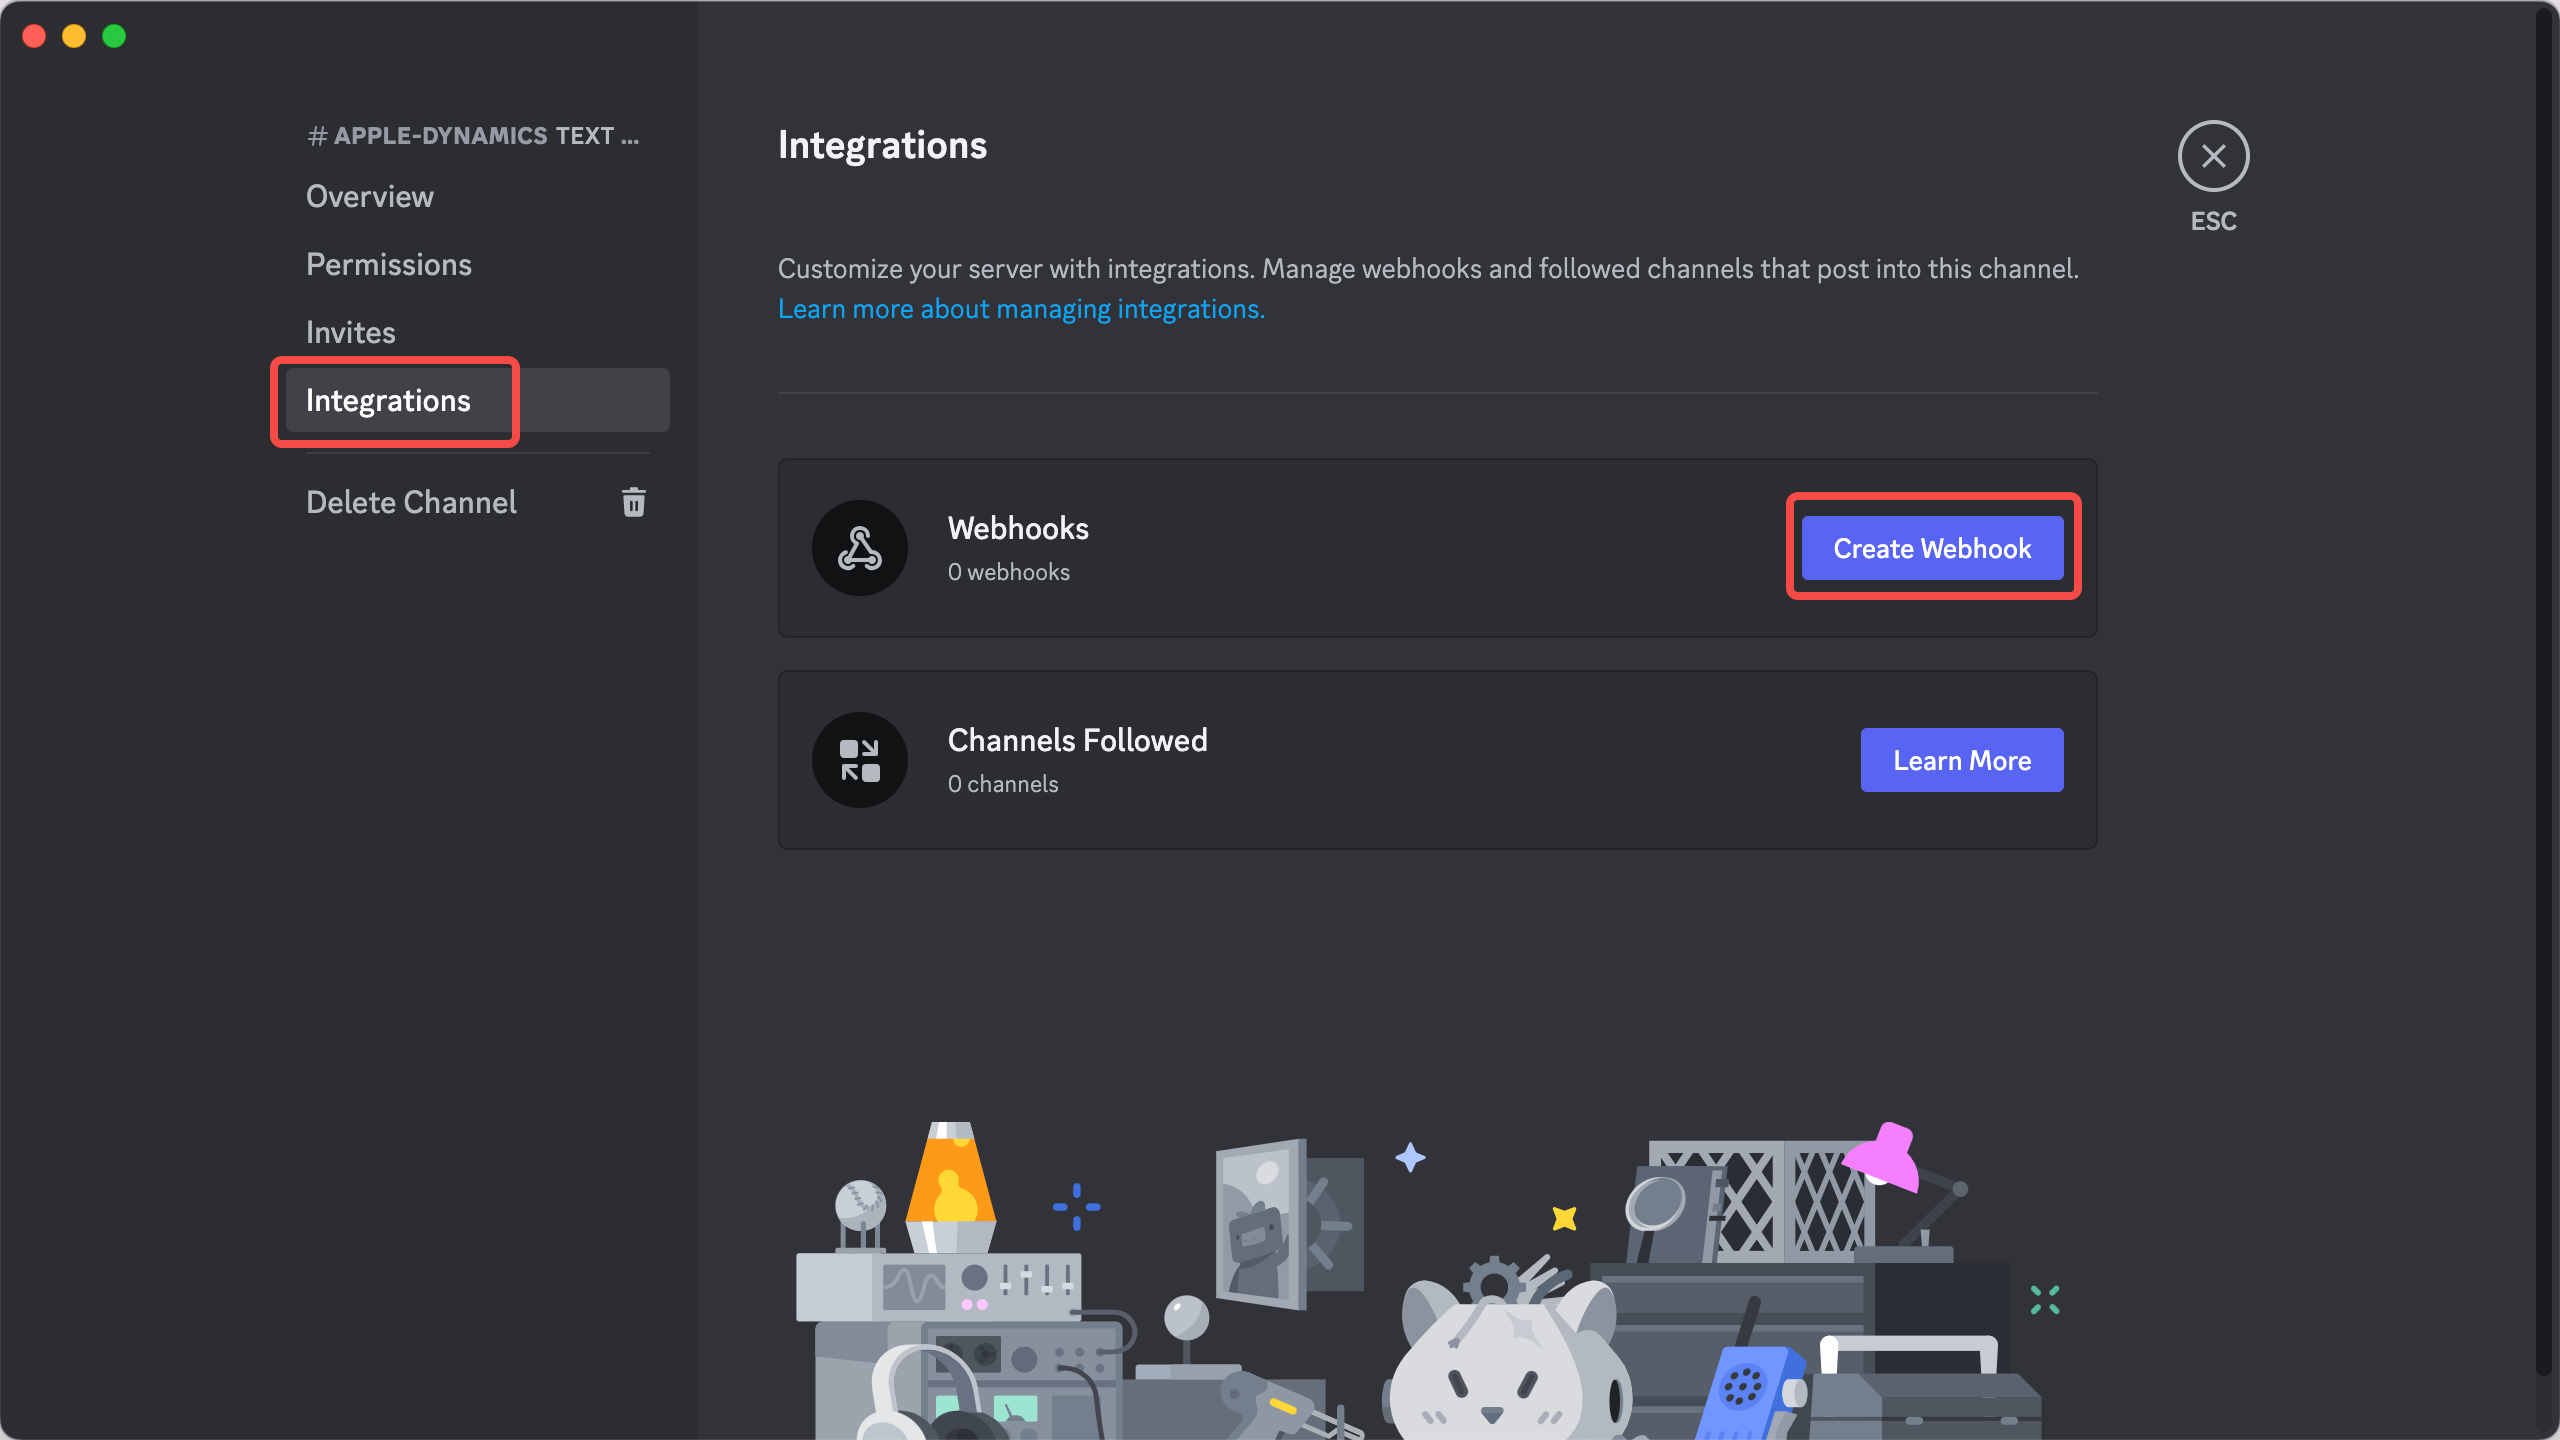 # APPLE-DYNAMICS TEXT ...
Overview
Permissions
Invites
Integrations
Delete Channel
Integrations
ESC
Customize your server with integrations. Manage webhooks and followed channels that post into this channel.
Learn more about managing integrations.
Webhooks
0 webhooks
Create Webhook
Channels Followed
0 channels
Learn More